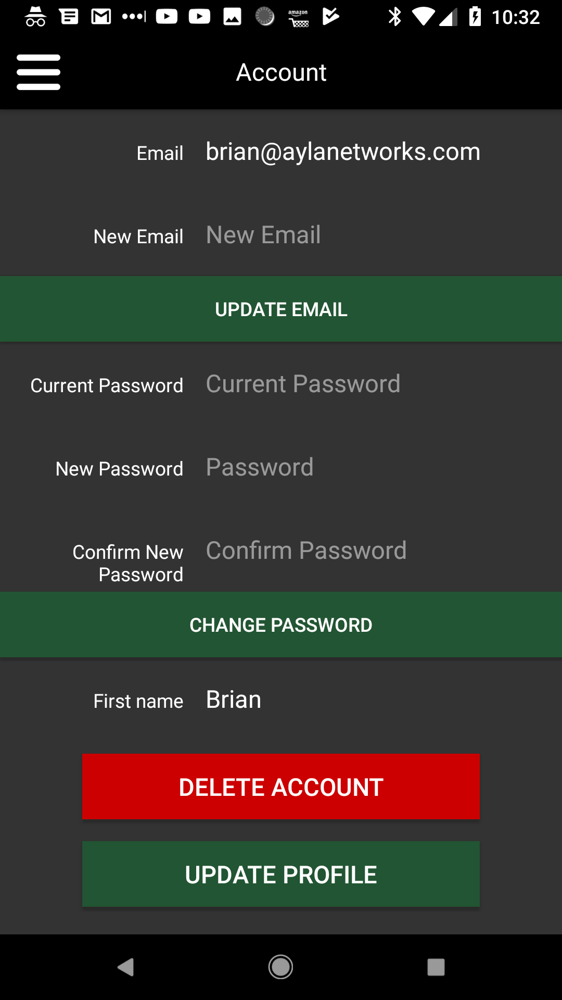 amazon
10:32
Account
Email brian@aylanetworks.com
New Email New Email
UPDATE EMAIL
Current Password Current Password
New Password Password
Confirm New Confirm Password
Password
CHANGE PASSWORD
First name Brian
DELETE ACCOUNT
UPDATE PROFILE